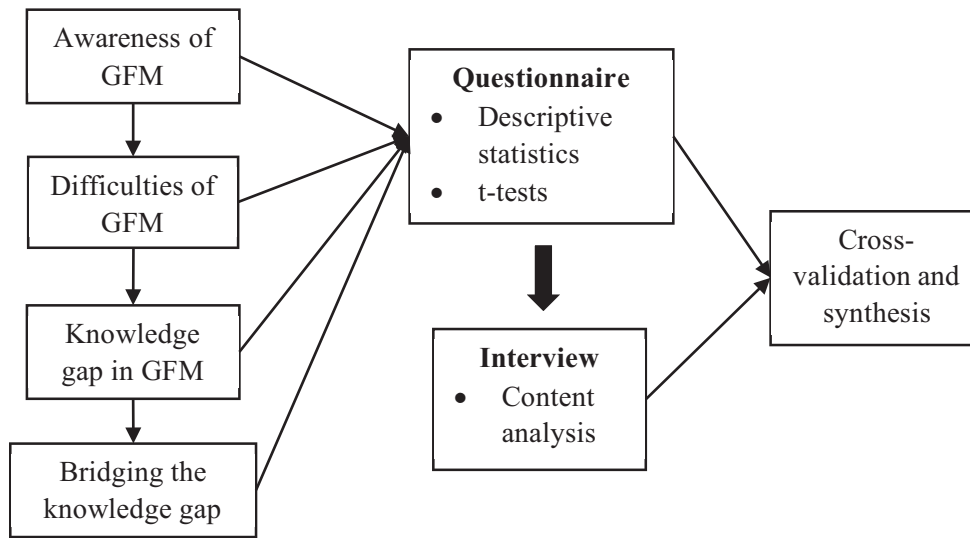 Awareness of
GFM
Difficulties of
GFM
Knowledge
gap in GFM
Bridging the
knowledge gap
Questionnaire
• Descriptive
statistics
• t-tests
Interview
• Content
analysis
Cross-
validation and
synthesis